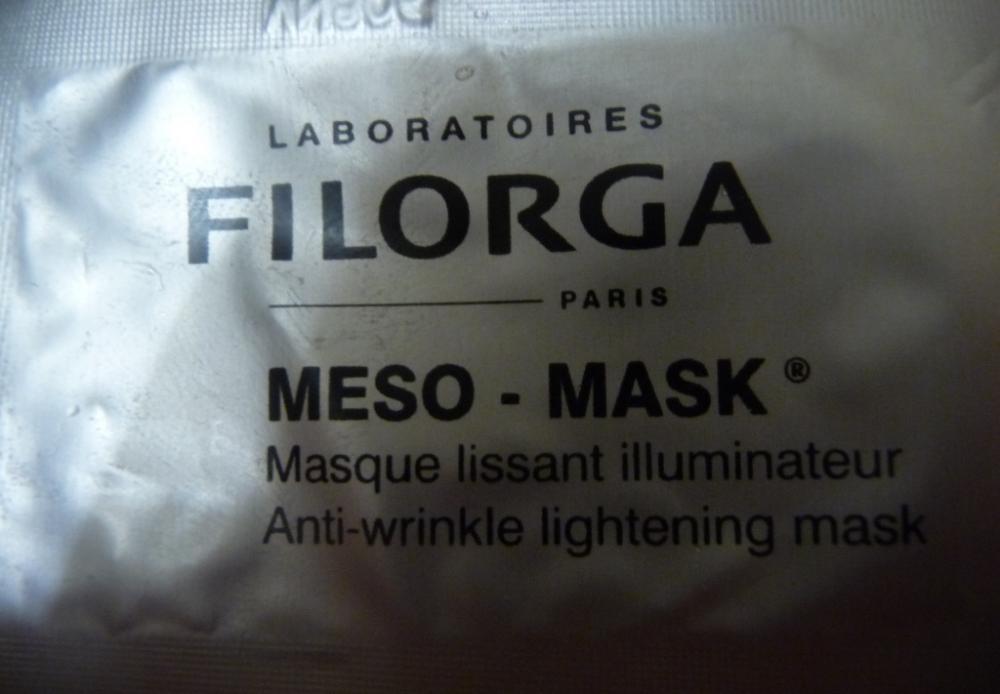 LABORATOIRES
FILORGA
PARIS
MESO - MASK®
Masque lissant illuminateur
Anti-wrinkle lightening mask